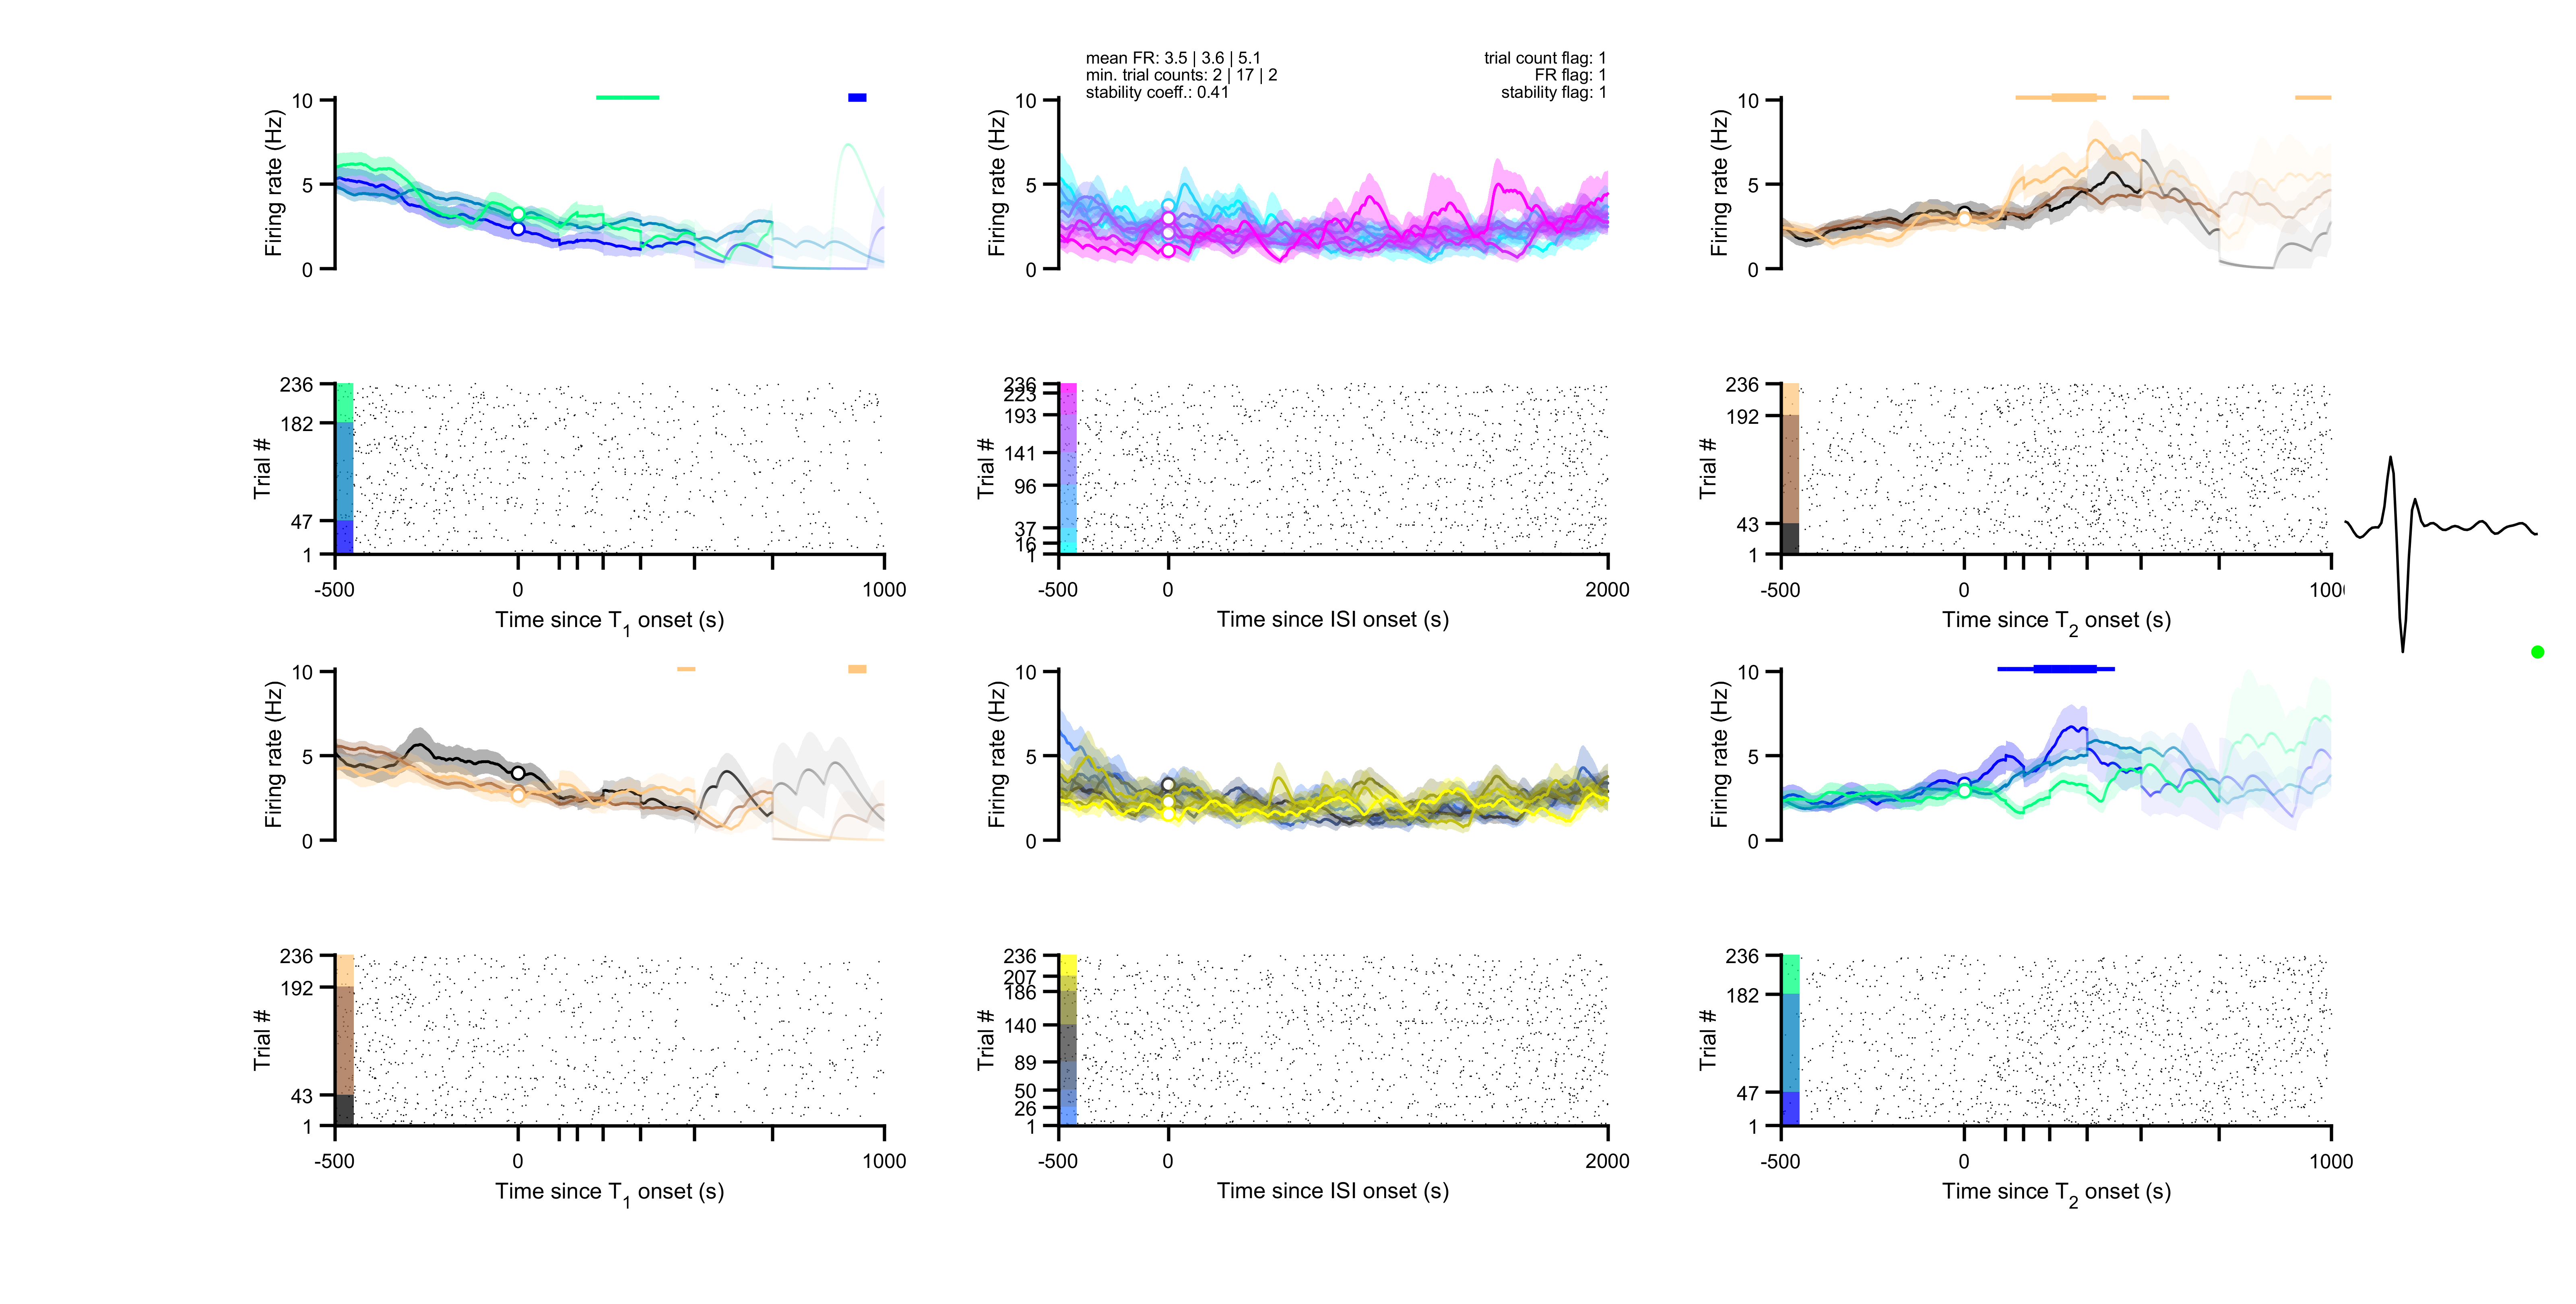 mean FR: 3.5 | 3.6 | 5.1
min. trial counts: 2 | 17 | 2
stability coeff.: 0.41
trial count flag: 1
FR flag: 1
stability flag: 1
Firing rate (Hz)
10
5
0
Firing rate (Hz)
10
5
0
Firing rate (Hz)
10
5
0
Trial #
236
182
47
1
-500
0
1000
Time since T1 onset (s)
Trial #
236
223
193
141
96
37
16
1
-500
0
2000
Time since ISI onset (s)
Trial #
236
192
43
1
-500
0
1000
Time since T2 onset (s)
Firing rate (Hz)
10
5
0
Firing rate (Hz)
10
5
0
Firing rate (Hz)
10
5
0
Trial #
236
192
43
1
-500
0
1000
Time since T1 onset (s)
Trial #
236
207
186
140
89
50
26
1
-500
0
2000
Time since ISI onset (s)
Trial #
236
182
47
1
-500
0
1000
Time since T2 onset (s)